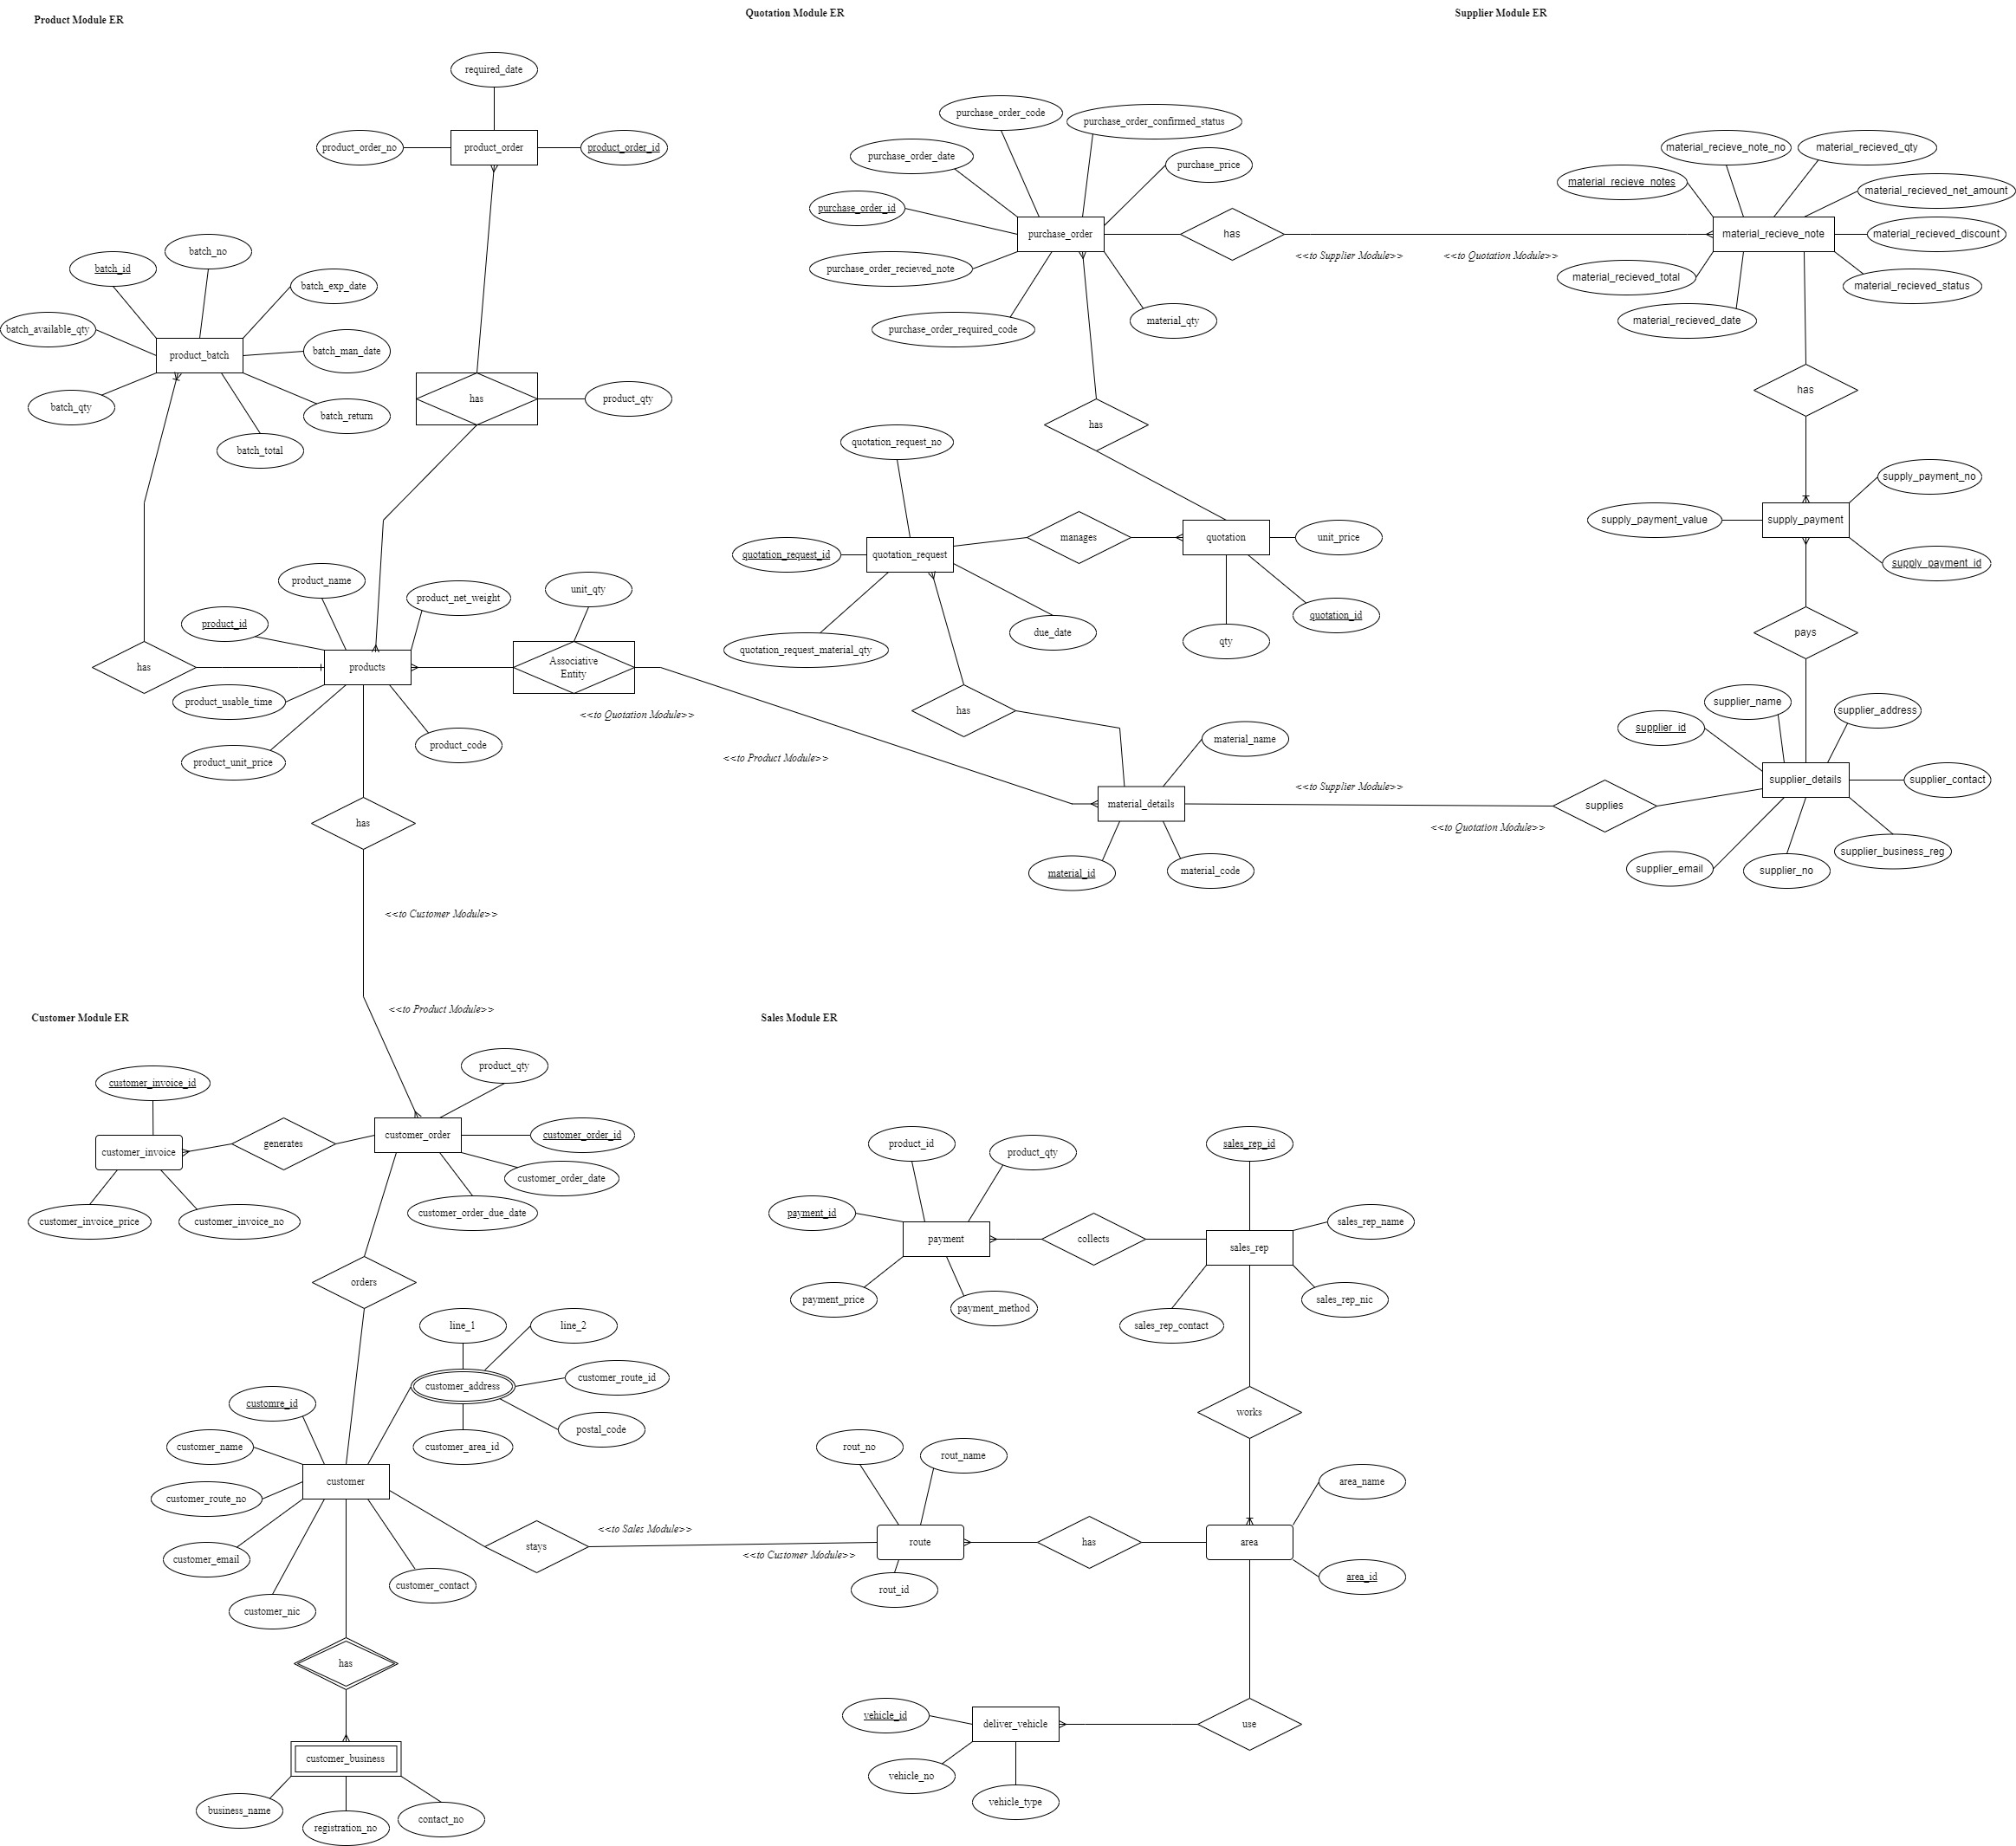 Product Module ER
required_date
product_order_no
product_order
product_order_id
batch_no
batch_id
batch_exp_date
batch_available_qty
batch_man_date
product_batch
batch_qty
batch_return
batch_total
has
product_qty
product_name
product_net_weight
unit_qty
product_id
has
products
Associative
Entity
product_usable_time
<<to Quotation Module>>
product_code
product_unit_price
<<to Product Module>>
has
<<to Customer Module>>
<<to Product Module>>
Quotation Module ER
purchase_order_code
purchase_order_confirmed_status
purchase_order_date
purchase_price
purchase_order_id
purchase_order
has
<<to Supplier Module>>
<<to Quotation Module>>
purchase_order_recieved_note
material_qty
purchase_order_required_code
has
quotation_request_no
manages
quotation
unit_price
quotation_request_id
quotation_request
quotation_id
due_date
qty
quotation_request_material_qty
has
material_name
<<to Supplier Module>>
material_details
<<to Quotation Module>>
material_id
material_code
Supplier Module ER
material_recieve_note_no
material_recieved_qty
material_recieve_notes
material_recieved_net_amount
material_recieve_note
material_recieved_discount
material_recieved_total
material_recieved_status
material_recieved_date
has
supply_payment_no
supply_payment_value
supply_payment
supply_payment_id
pays
supplier_name
supplier_address
supplier_id
supplier_details
supplier_contact
supplies
supplier_business_reg
supplier_email
supplier_no
Customer Module ER
product_qty
customer_invoice_id
customer_order
customer_order_id
generates
customer_invoice
customer_order_date
customer_order_due_date
customer_invoice_price
customer_invoice_no
orders
line_1
line_2
customer_route_id
customer_address
customre_id
postal_code
customer_name
customer_area_id
customer
customer_route_no
<<to Sales Module>>
stays
<<to Customer Module>>
customer_email
customer_contact
customer_nic
has
customer_business
business_name
contact_no
registration_no
Sales Module ER
product_id
sales_rep_id
product_qty
payment_id
sales_rep_name
payment
collects
sales_rep
payment_price
sales_rep_nic
payment_method
sales_rep_contact
works
rout_no
rout_name
area_name
route
has
area
area_id
rout_id
vehicle_id
deliver_vehicle
use
vehicle_no
vehicle_type